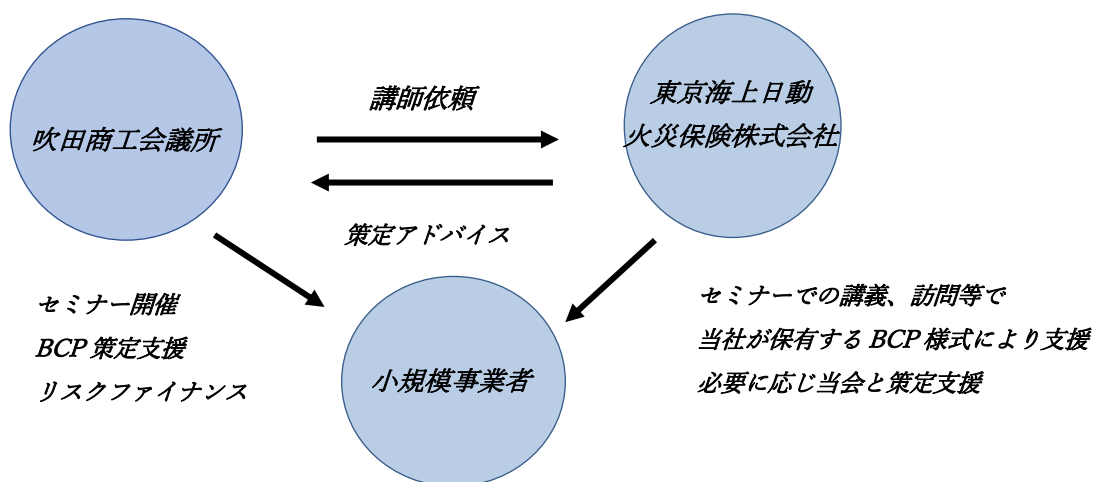 吹田商工会議所
講師依頼
東京海上日動
火災保険株式会社
策定アドバイス
セミナー開催
BCP 策定支援
リスクファイナンス
小規模事業者
セミナーでの講義、訪問等で
当社が保有する BCP 様式により支援
必要に応じ当会と策定支援